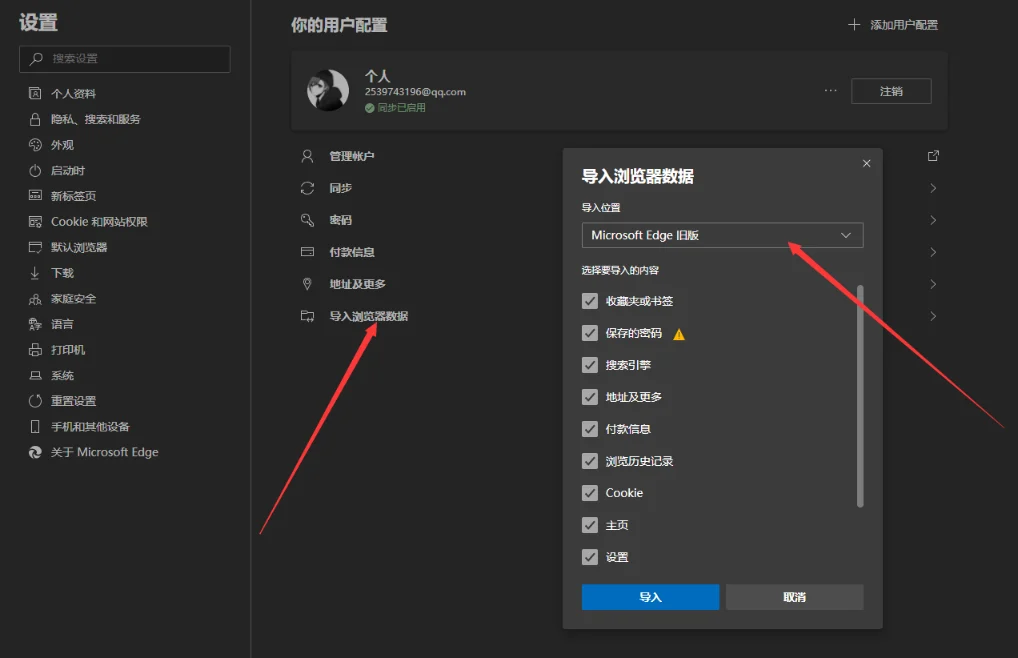 设置
搜索设置
个人资料
隐私、搜索和服务
外观
启动时
新标签页
Cookie 和网站权限
默认浏览器
下载
家庭安全
语言
打印机
系统
重置设置
手机和其他设备
关于 Microsoft Edge
你的用户配置
添加用户配置
个人
2539743196@qq.com
同步已启用
注销
管理帐户
同步
密码
付款信息
地址及更多
导入浏览器数据
导入浏览器数据
导入位置
Microsoft Edge 旧版
选择要导入的内容
收藏夹或书签
保存的密码
搜索引擎
地址及更多
付款信息
浏览历史记录
Cookie
主页
设置
导入
取消